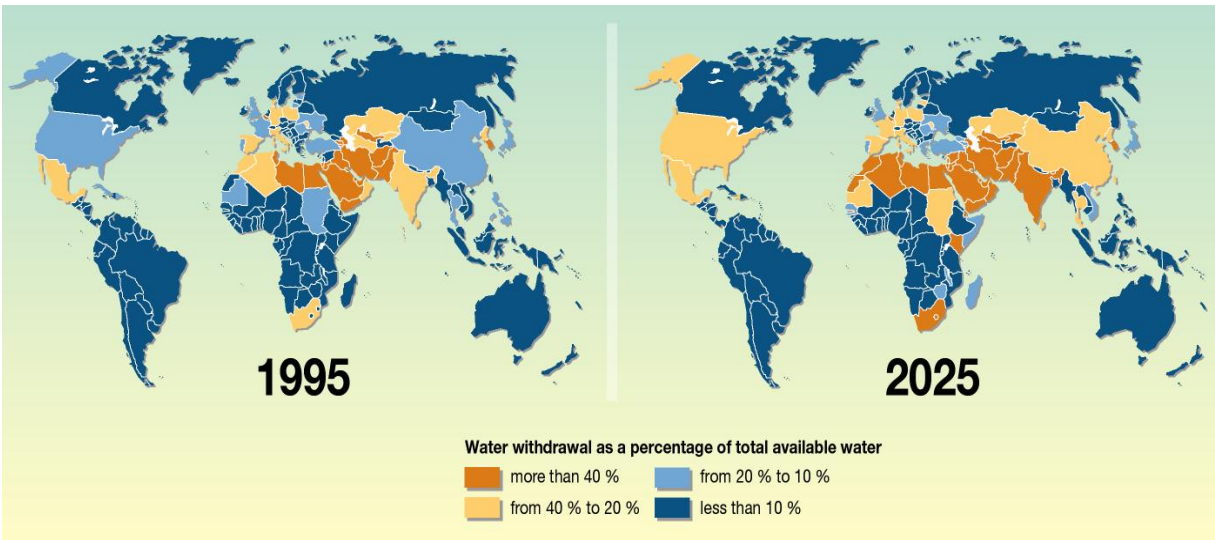 1995
2025
Water withdrawal as a percentage of total available water
more than 40 %
from 20 % to 10 %
from 40 % to 20 %
less than 10 %